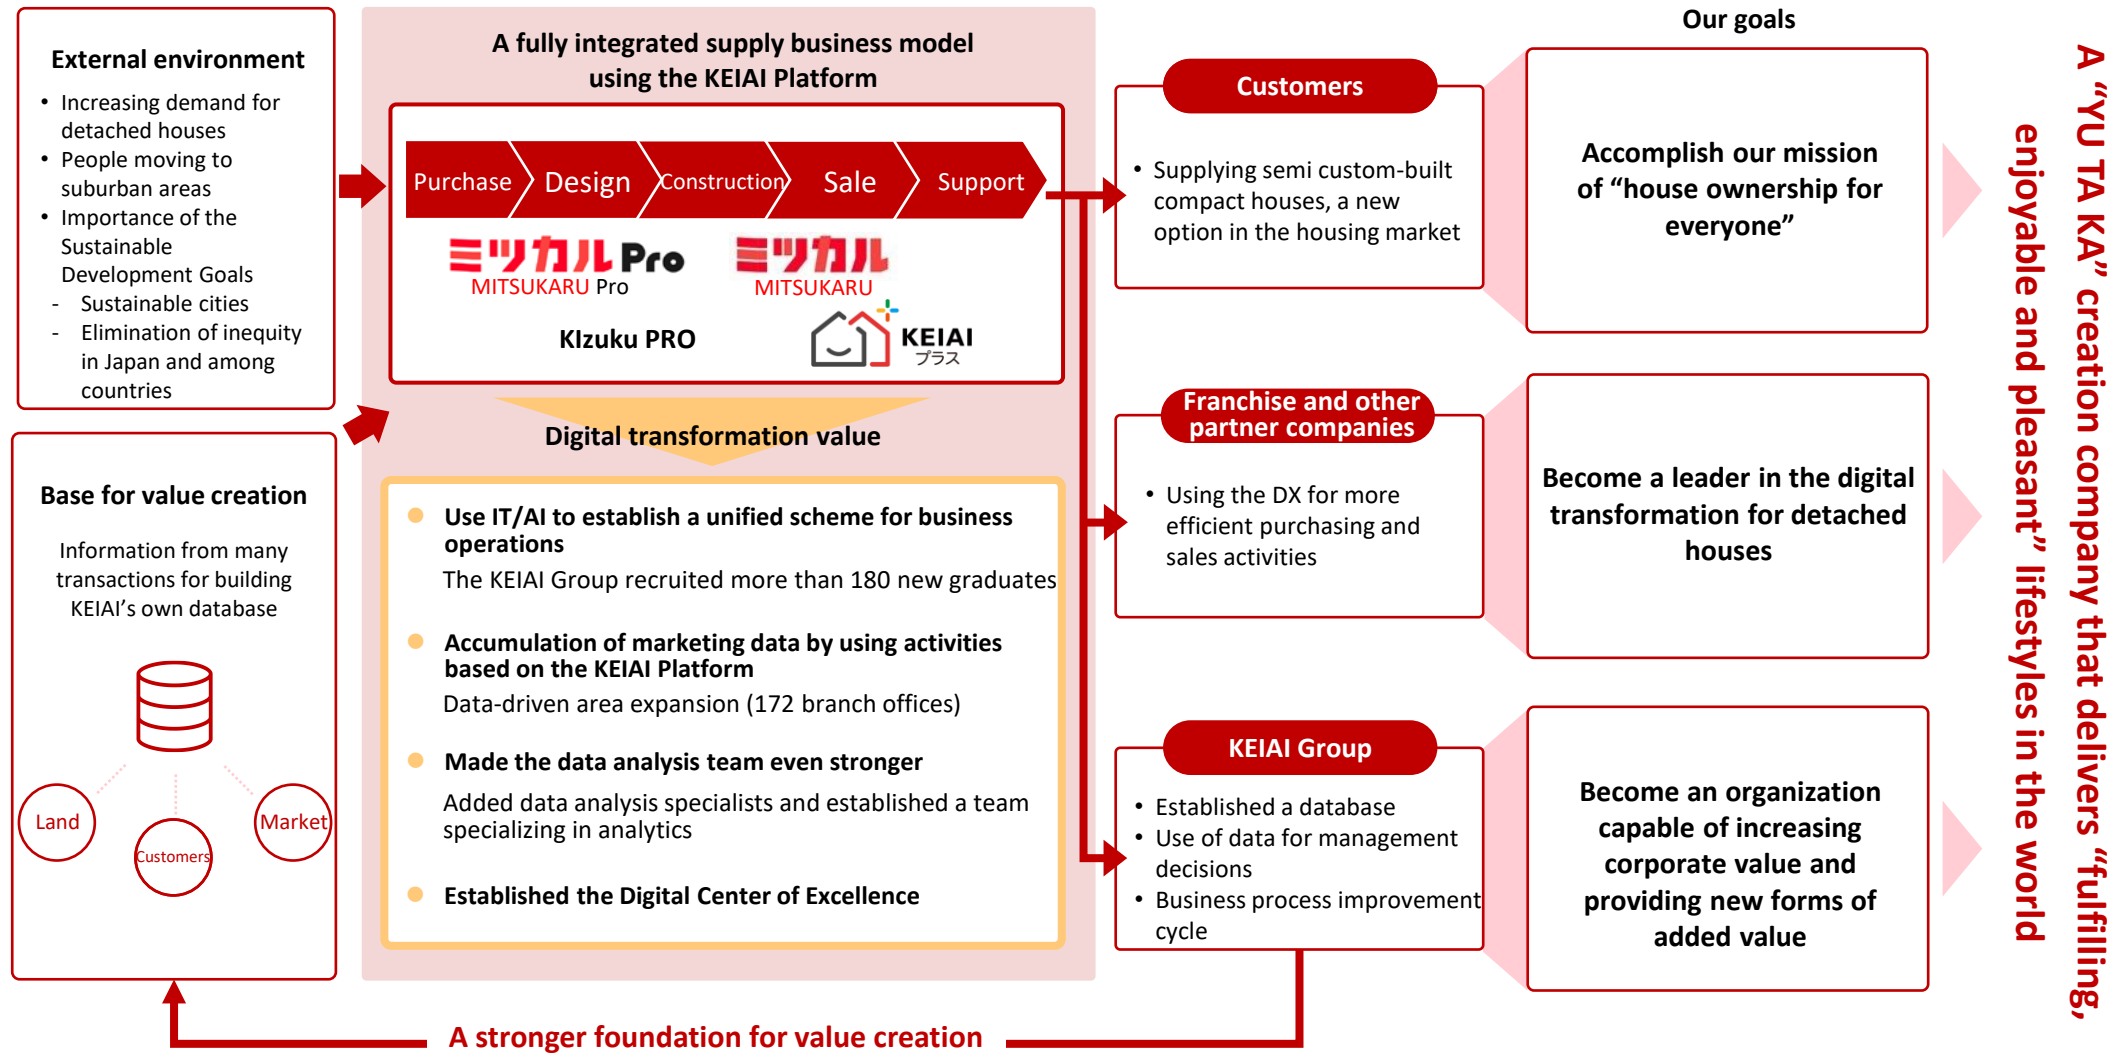 External environment
• Increasing demand for
detached houses
• People moving to
suburban areas
• Importance of the
Sustainable
Development Goals
- Sustainable cities
- Elimination of inequity
in Japan and among
countries
Base for value creation
Information from many
transactions for building
KEIAI's own database
Land
Customers
Market
A fully integrated supply business model
using the KEIAI Platform
Purchase
Design
Construction
Sale
Support
ミツカル Pro
MITSUKARU Pro
ミツカル
MITSUKARU
KIzuku PRO
KEIAI
プラス
Digital transformation value
Use IT/AI to establish a unified scheme for business
operations
The KEIAI Group recruited more than 180 new graduates
Accumulation of marketing data by using activities
based on the KEIAI Platform
Data-driven area expansion (172 branch offices)
Made the data analysis team even stronger
Added data analysis specialists and established a team
specializing in analytics
Established the Digital Center of Excellence
Customers
• Supplying semi custom-built
compact houses, a new
option in the housing market
Franchise and other
partner companies
• Using the DX for more
efficient purchasing and
sales activities
KEIAI Group
• Established a database
• Use of data for management
decisions
• Business process improvement
cycle
Our goals
Accomplish our mission
of “house ownership for
everyone”
Become a leader in the digital
transformation for detached
houses
Become an organization
capable of increasing
corporate value and
providing new forms of
added value
A “YU TA KA” creation company that delivers “fulfilling,
enjoyable and pleasant” lifestyles in the world
A stronger foundation for value creation